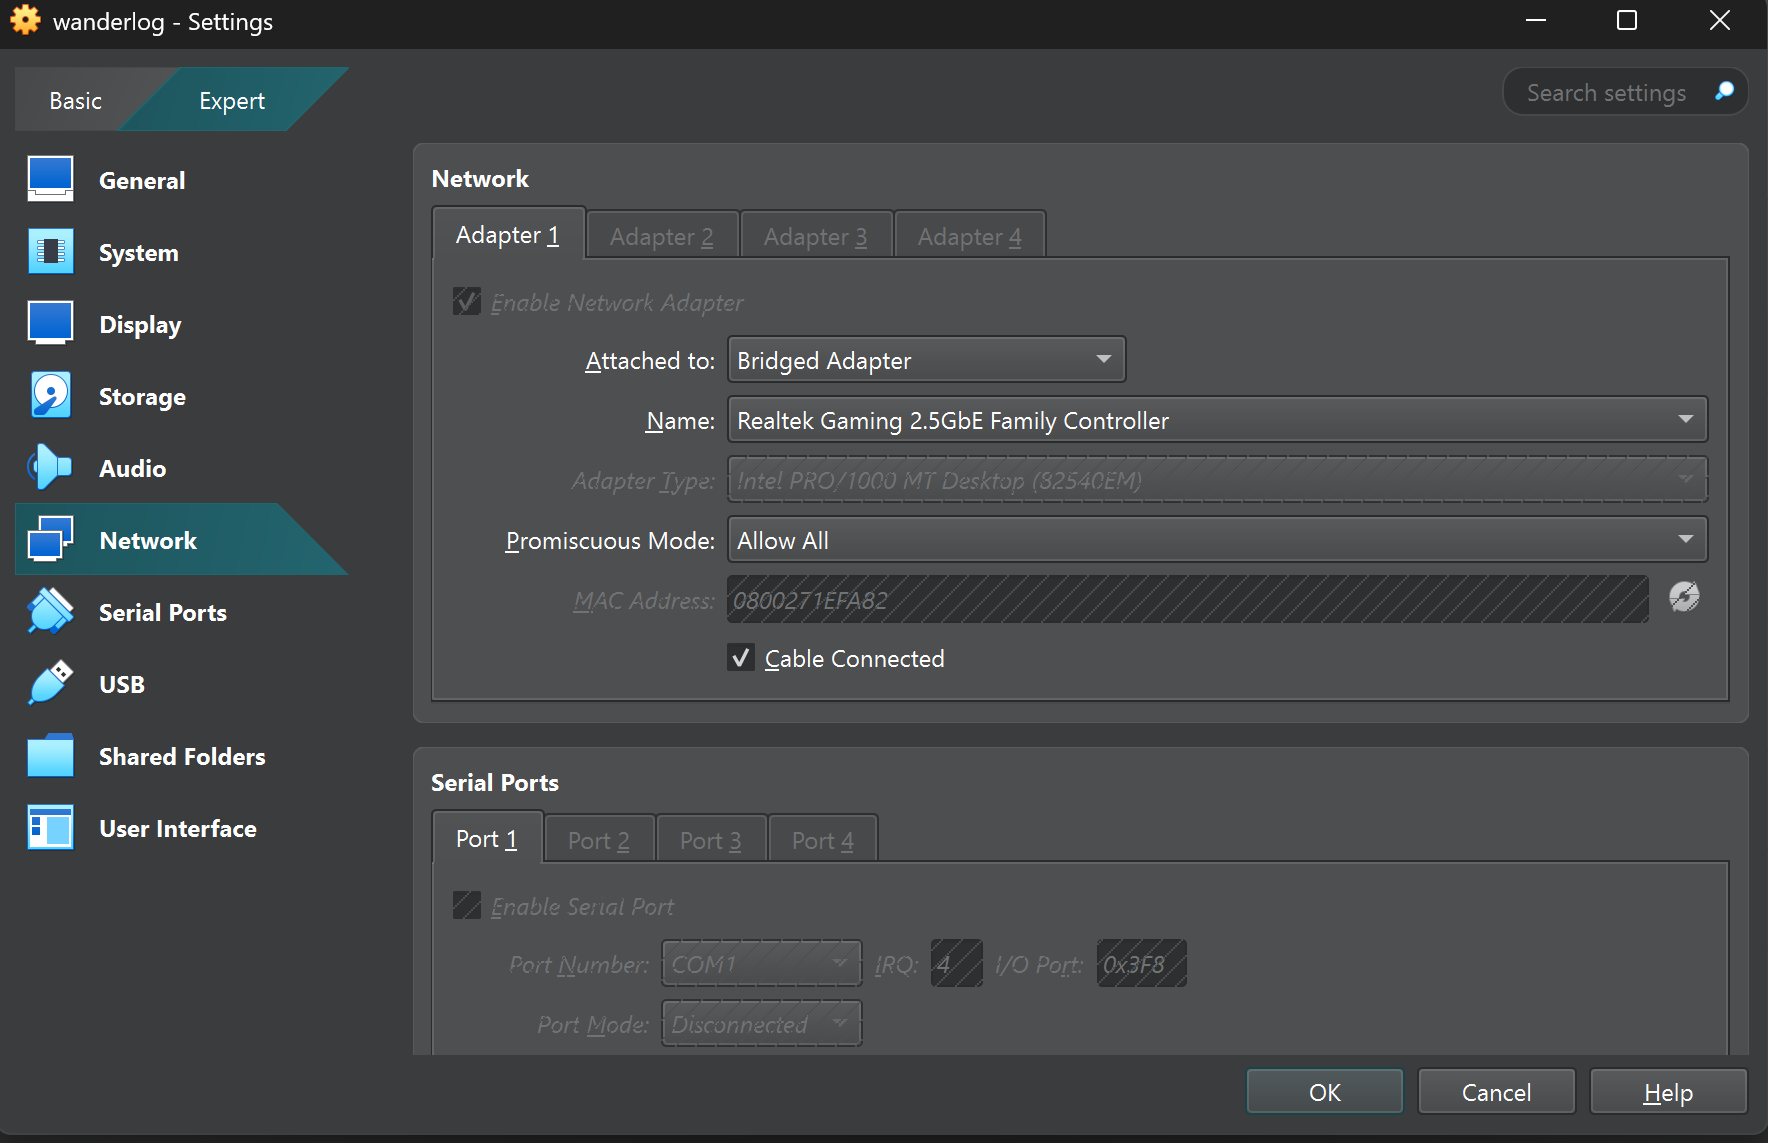 wanderlog - Settings
Basic
Expert
Search settings
General
System
Display
Storage
Audio
Network
Serial Ports
USB
Shared Folders
User Interface
Network
Adapter 1
Adapter 2
Adapter 3
Adapter 4
Enable Network Adapter
Attached to: Bridged Adapter
Name: Realtek Gaming 2.5GbE Family Controller
Adapter Type: Intel PRO/1000 MT Desktop (82540EM)
Promiscuous Mode: Allow All
MAC Address: 0800271EFA82
Cable Connected
Serial Ports
Port 1
Port 2
Port 3
Port 4
Enable Serial Port
Port Number: COM1 IRQ: 4 I/O Port: 0x3F8
Port Mode: Disconnected
OK
Cancel
Help